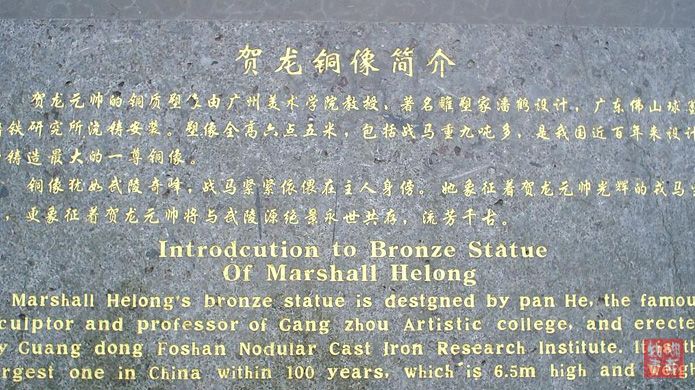 贺龙铜像简介
贺龙元帅的铜质塑像由广州美术学院教授、著名雕塑家潘鹤设计，广东佛山球墨
铸铁研究所浇铸安装。塑像全高六点五米，包括战马重九吨多，是我国近百年来设计
铸造最大的一尊铜像。
铜像犹如武陵奇峰，战马紧紧依偎在主人身傍。她象征着贺龙元帅光辉的戎马
，更象征着贺龙元帅将与武陵源绝景永世共存，流芳千古。
Introdcution to Bronze Statue
Of Marshall Helong
Marshall Helong's bronze statue is destgned by pan He, the famou
culptor and professor of Gang zhou Artistic college, and erecte
y Guang dong Foshan Nodular Cast Iron Research Institute. It is th
argest one in China within 100 years, which is 6.5m high and weigh